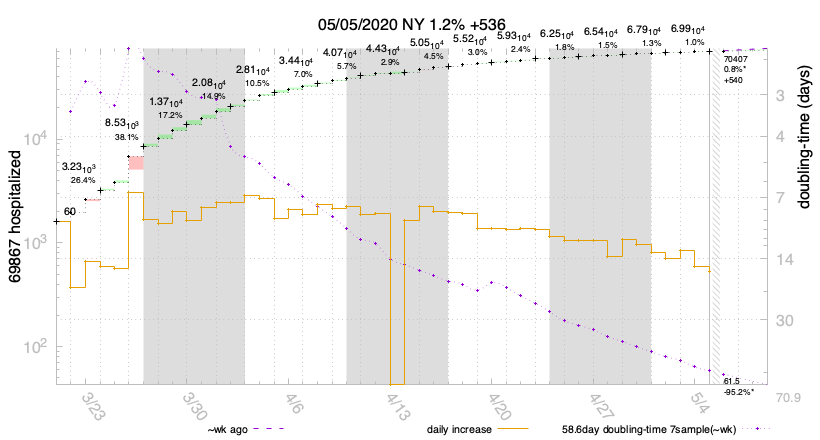 05/05/2020 NY 1.2% +536
3.23 10^3 26.4%
8.53 10^3 38.1%
1.37 10^4 17.2%
2.08 10^4 14.9%
2.81 10^4 10.5%
3.44 10^4 7.0%
4.07 10^4 5.7%
4.43 10^4 2.9%
5.05 10^4 4.5%
5.52 10^4 3.0%
5.93 10^4 2.4%
6.25 10^4 1.8%
6.54 10^4 1.5%
6.79 10^4 1.3%
6.99 10^4 1.0%
70407
0.8%*
+540
60
69867 hospitalized
10^4
10^3
10^2
doubling-time (days)
3
4
7
14
30
70.9
61.5
-95.2%*
3/23
3/30
4/6
4/13
4/20
4/27
5/4
~wk ago
daily increase
58.6day doubling-time 7sample(~wk)